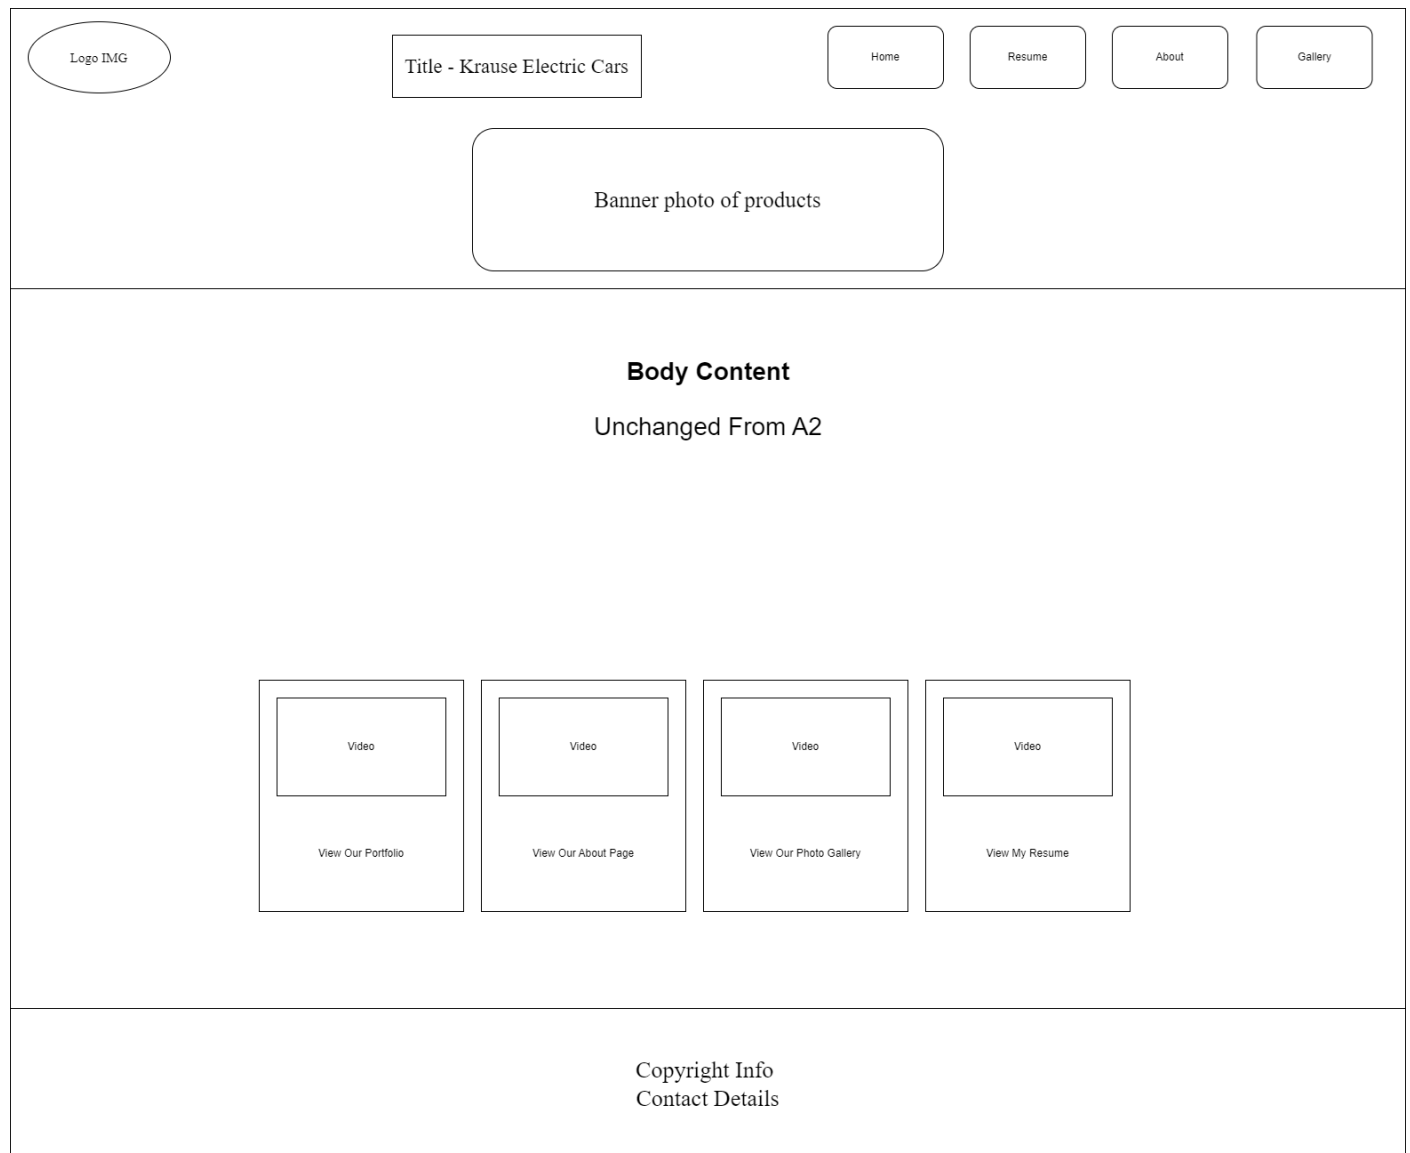 Logo IMG
Title - Krause Electric Cars
Home
Resume
About
Gallery
Banner photo of products
Body Content
Unchanged From A2
Video
Video
Video
Video
View Our Portfolio
View Our About Page
View Our Photo Gallery
View My Resume
Copyright Info
Contact Details